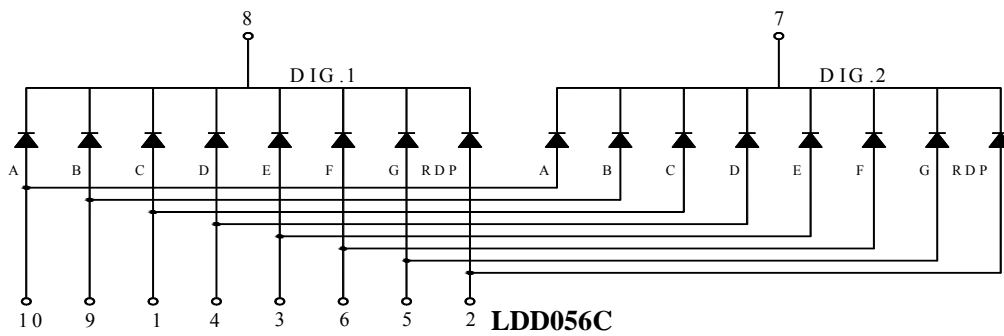 8 7
DIG.1 DIG.2
A B C D E F G RDP A B C D E F G RDP
10 9 1 4 3 6 5 2 LDD056C